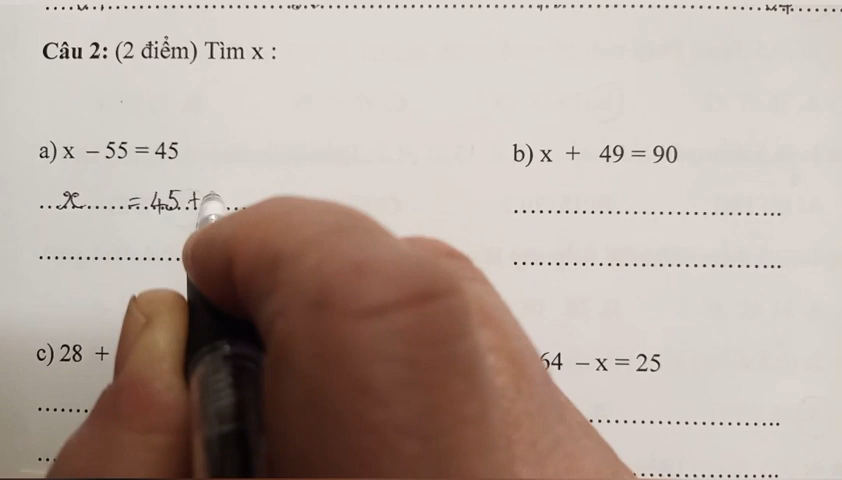 Câu 2: (2 điểm) Tìm x :
a) x – 55 = 45
b) x + 49 = 90
x = 45 +
c) 28 +
64 – x = 25